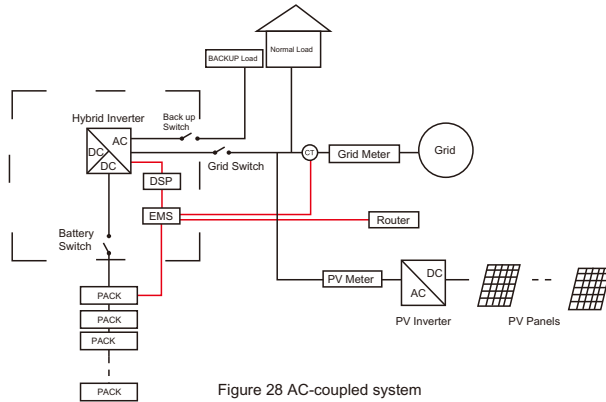 Normal Load
BACKUP Load
Hybrid Inverter
Back up
Switch
AC
DC
DC
Grid Switch
CT
Grid Meter
Grid
DSP
EMS
Router
Battery
Switch
PV Meter
DC
AC
PV Inverter
PV Panels
PACK
PACK
PACK
PACK
Figure 28 AC-coupled system